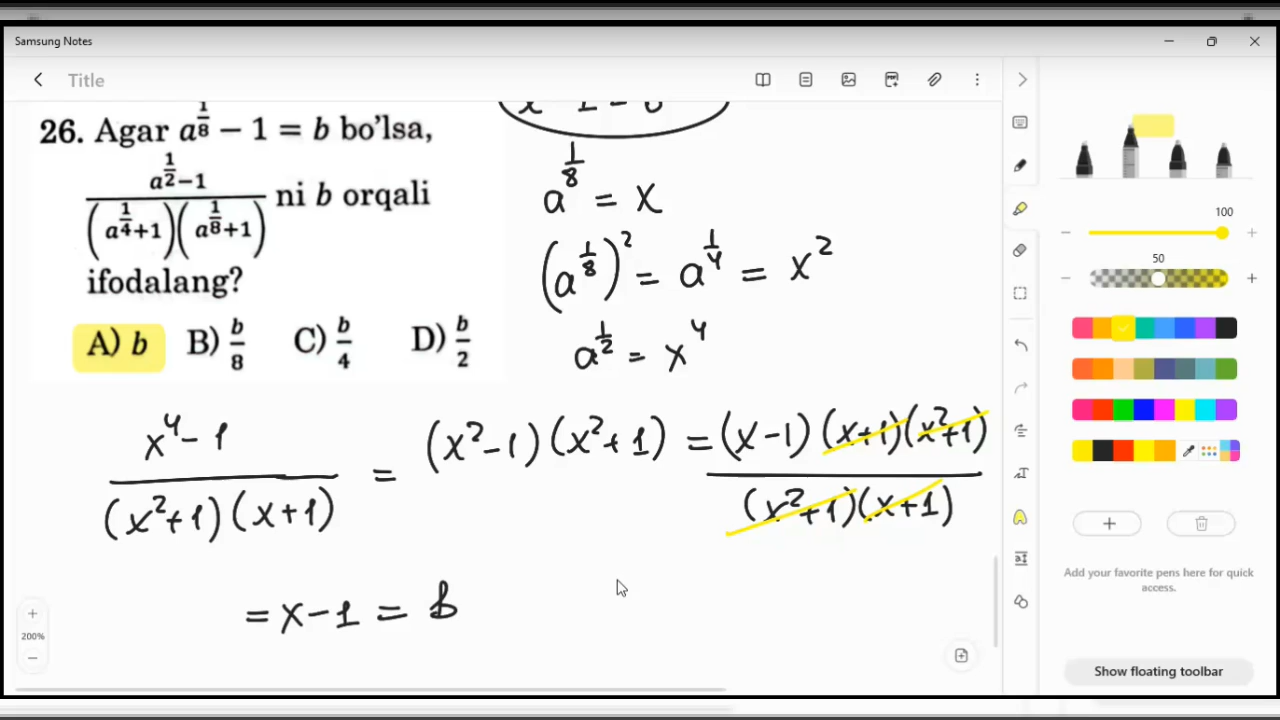 Samsung Notes
Title
26. Agar a^{1/8} − 1 = b bo'lsa,
\frac{a^{1/2}−1}{(a^{1/4}+1)(a^{1/8}+1)} ni b orqali
ifodalang?
A) b B) b/8 C) b/4 D) b/2
a^{1/8} = x
(a^{1/8})^2 = a^{1/4} = x^2
a^{1/2} = x^4
\frac{x^4 − 1}{(x^2+1)(x+1)} = (x^2−1)(x^2+1) = \frac{(x−1)(x+1)(x^2+1)}{(x^2+1)(x+1)}
= x − 1 = b
200%
100
50
Add your favorite pens here for quick
access.
Show floating toolbar